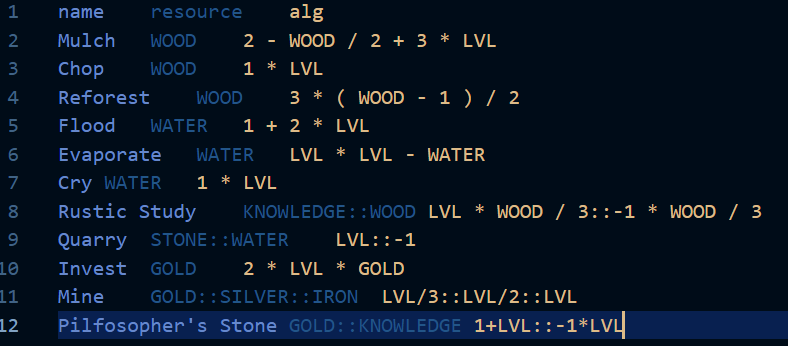 1 name resource alg
2 Mulch WOOD 2 - WOOD / 2 + 3 * LVL
3 Chop WOOD 1 * LVL
4 Reforest WOOD 3 * ( WOOD - 1 ) / 2
5 Flood WATER 1 + 2 * LVL
6 Evaporate WATER LVL * LVL - WATER
7 Cry WATER 1 * LVL
8 Rustic Study KNOWLEDGE::WOOD LVL * WOOD / 3::-1 * WOOD / 3
9 Quarry STONE::WATER LVL::-1
10 Invest GOLD 2 * LVL * GOLD
11 Mine GOLD::SILVER::IRON LVL/3::LVL/2::LVL
12 Pilfosopher's Stone GOLD::KNOWLEDGE 1+LVL::-1*LVL